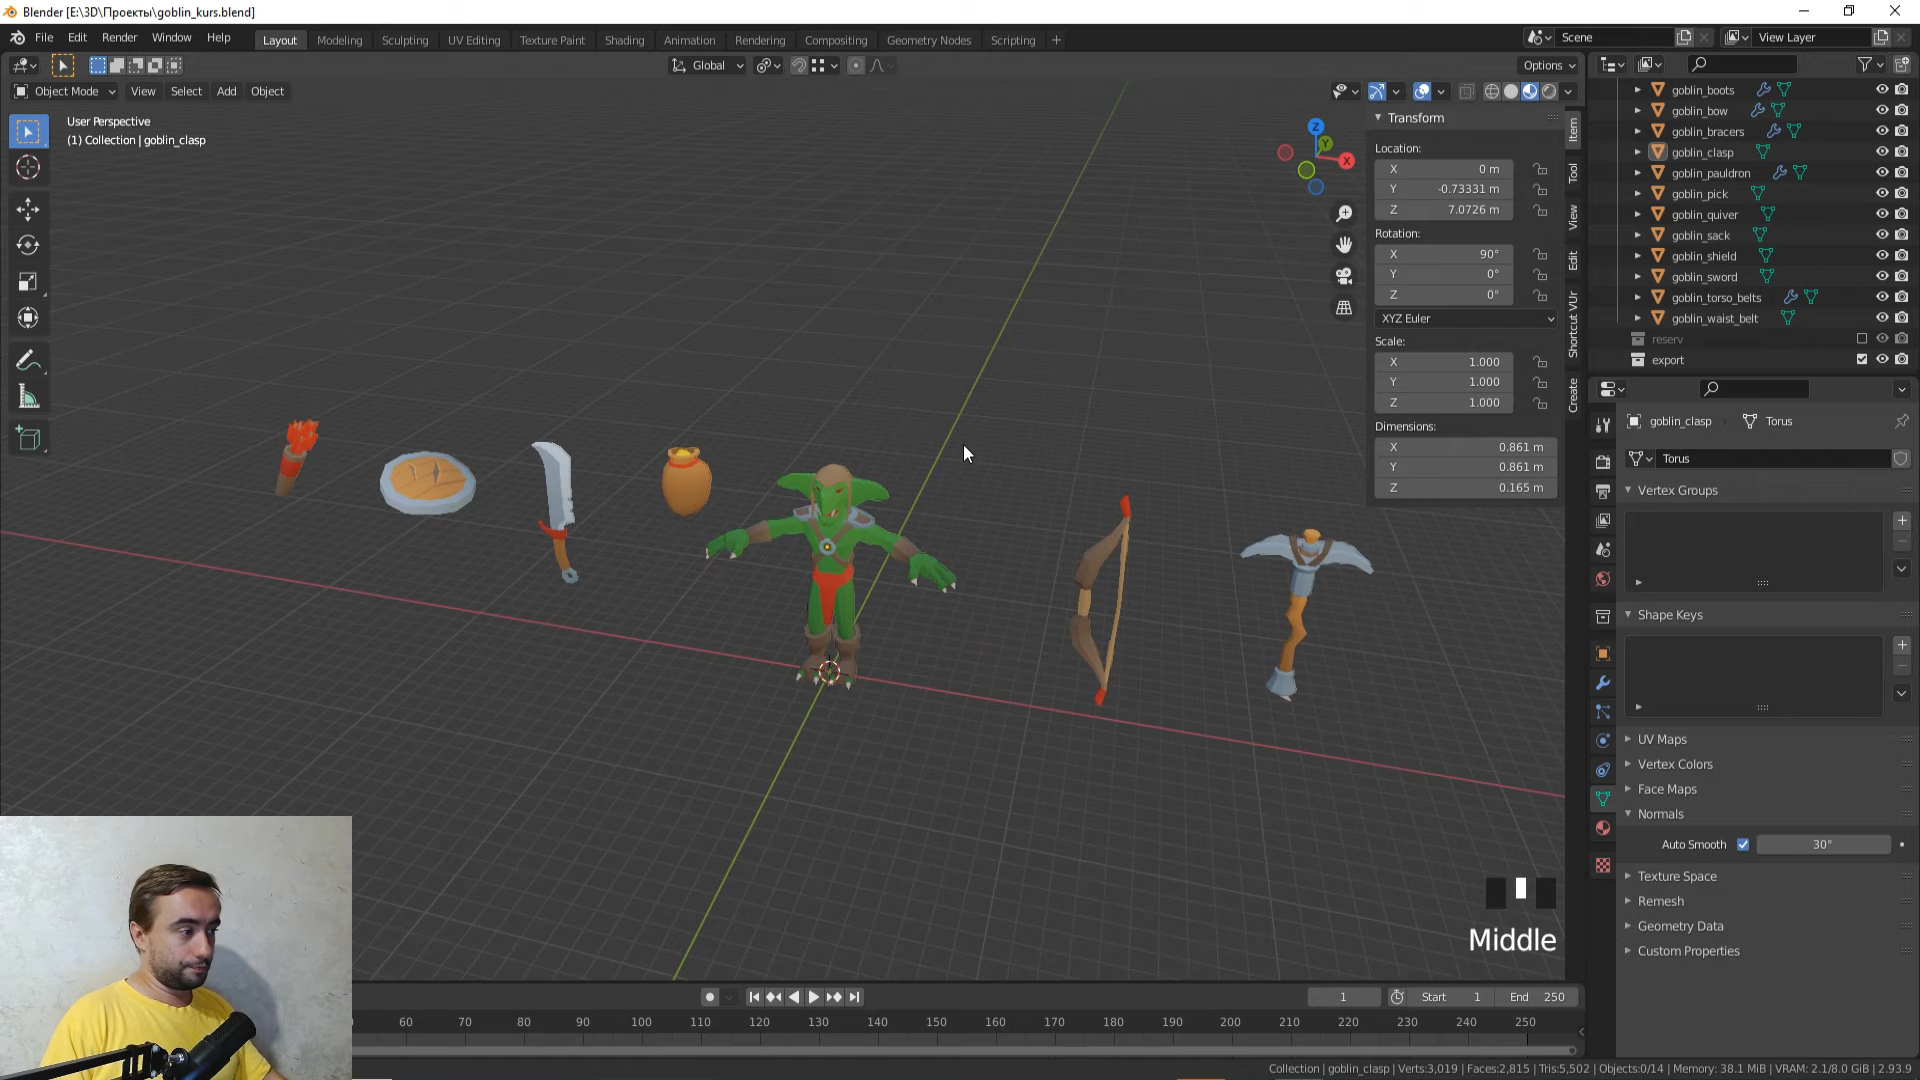 Blender [E:\3D\Проекты\goblin_kurs.blend]
File Edit Render Window Help
Layout Modeling Sculpting UV Editing Texture Paint Shading Animation Rendering Compositing Geometry Nodes Scripting +
Scene
View Layer
Global
Options
Object Mode View Select Add Object
User Perspective
(1) Collection | goblin_clasp
Z
Y
X
Transform
Location:
X 0 m
Y -0.73331 m
Z 7.0726 m
Rotation:
X 90°
Y 0°
Z 0°
XYZ Euler
Scale:
X 1.000
Y 1.000
Z 1.000
Dimensions:
X 0.861 m
Y 0.861 m
Z 0.165 m
Item
Tool
View
Edit
Shortcut VUr
Create
goblin_boots
goblin_bow
goblin_bracers
goblin_clasp
goblin_pauldron
goblin_pick
goblin_quiver
goblin_sack
goblin_shield
goblin_sword
goblin_torso_belts
goblin_waist_belt
reserv
export
goblin_clasp Torus
Torus
Vertex Groups
Shape Keys
UV Maps
Vertex Colors
Face Maps
Normals
Auto Smooth 30°
Texture Space
Remesh
Geometry Data
Custom Properties
Middle
1 Start 1 End 250
60 70 80 90 100 110 120 130 140 150 160 170 180 190 200 210 220 230 240 250
Collection | goblin_clasp | Verts:3,019 | Faces:2,815 | Tris:5,502 | Objects:0/14 | Memory: 38.1 MiB | VRAM: 2.1/8.0 GiB | 2.93.9